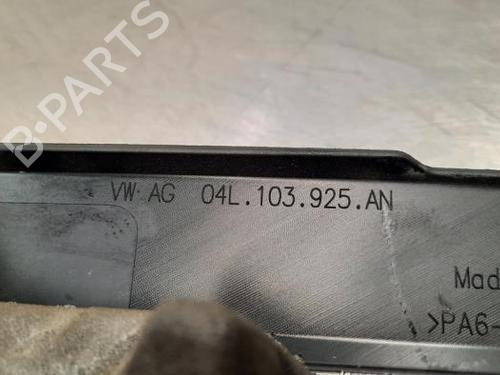 B-PARTS
VW AG 04L.103.925.AN
Mad
>PA6-